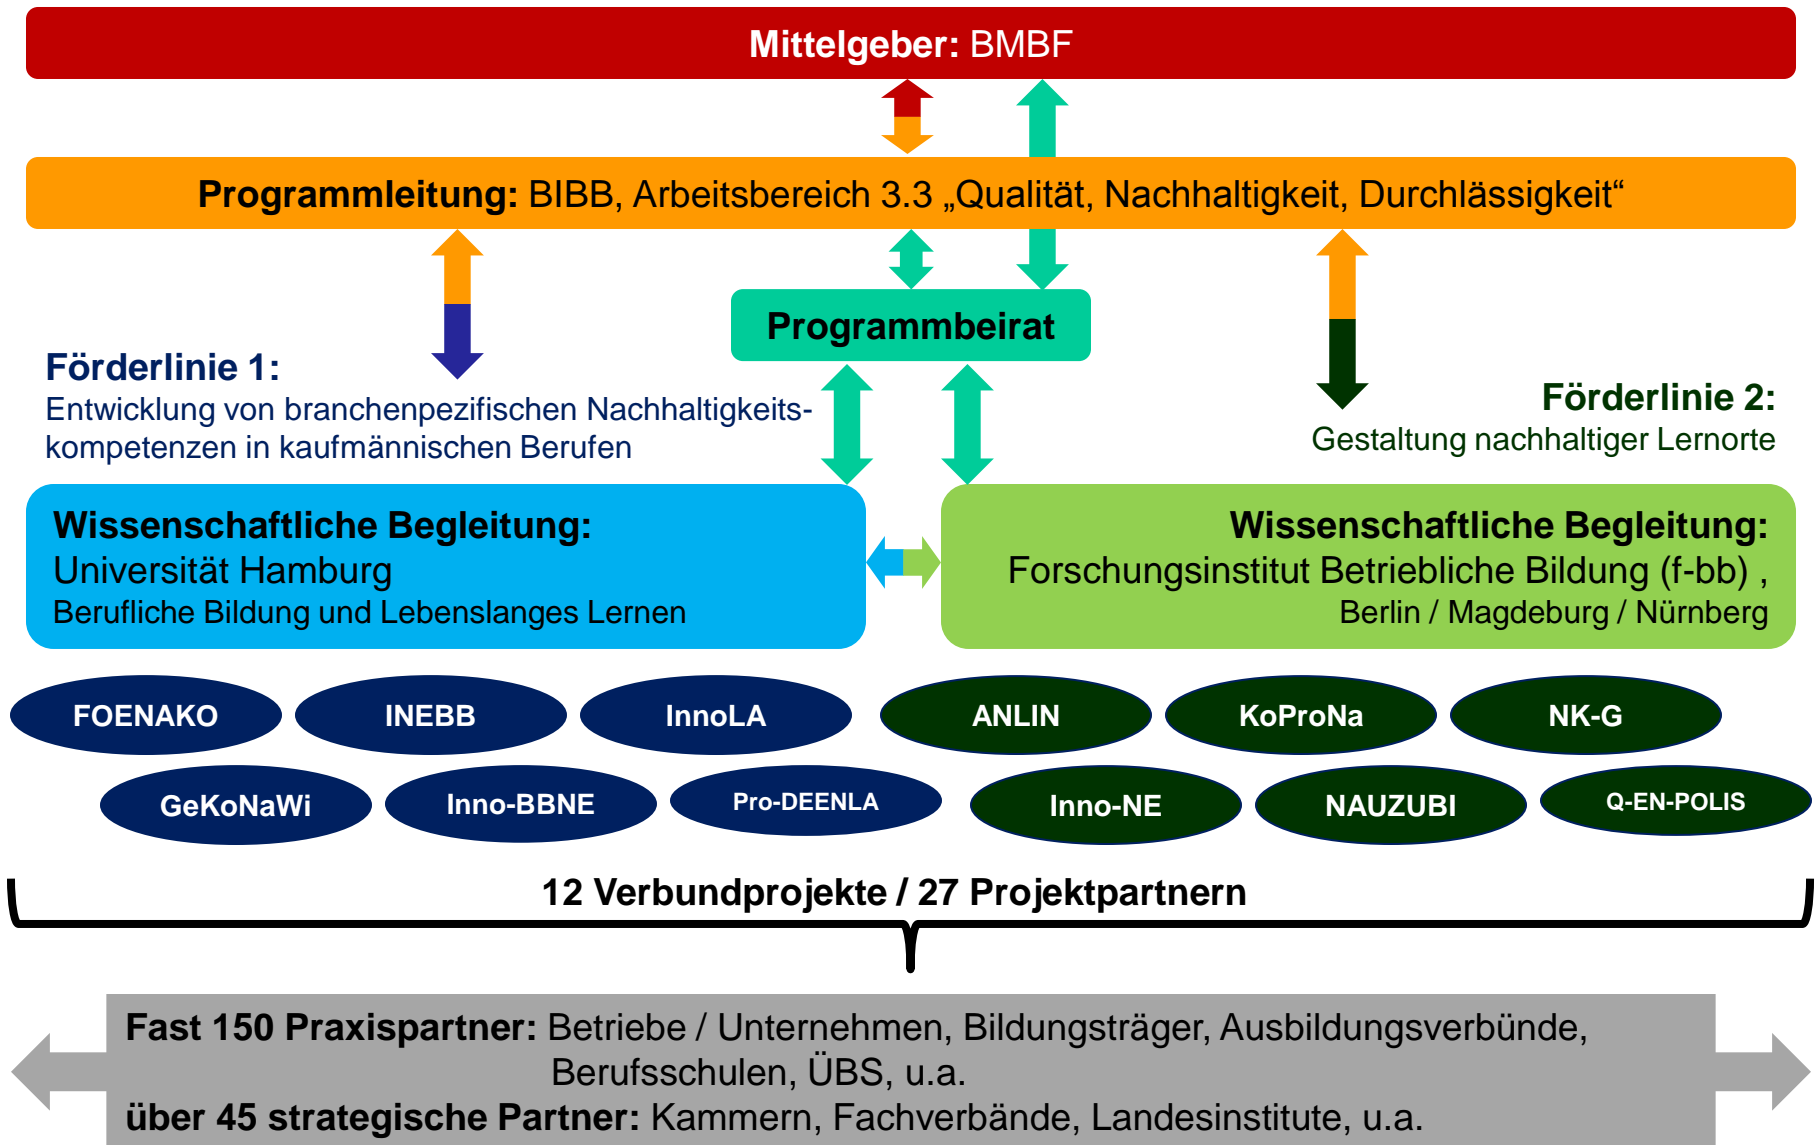 Mittelgeber: BMBF
Programmleitung: BIBB, Arbeitsbereich 3.3 „Qualität, Nachhaltigkeit, Durchlässigkeit“
Programmbeirat
Förderlinie 1:
Entwicklung von branchenpezifischen Nachhaltigkeits-
kompetenzen in kaufmännischen Berufen
Förderlinie 2:
Gestaltung nachhaltiger Lernorte
Wissenschaftliche Begleitung:
Universität Hamburg
Berufliche Bildung und Lebenslanges Lernen
Wissenschaftliche Begleitung:
Forschungsinstitut Betriebliche Bildung (f-bb) ,
Berlin / Magdeburg / Nürnberg
FOENAKO
INEBB
InnoLA
ANLIN
KoProNa
NK-G
GeKoNaWi
Inno-BBNE
Pro-DEENLA
Inno-NE
NAUZUBI
Q-EN-POLIS
12 Verbundprojekte / 27 Projektpartnern
Fast 150 Praxispartner: Betriebe / Unternehmen, Bildungsträger, Ausbildungsverbünde,
Berufsschulen, ÜBS, u.a.
über 45 strategische Partner: Kammern, Fachverbände, Landesinstitute, u.a.